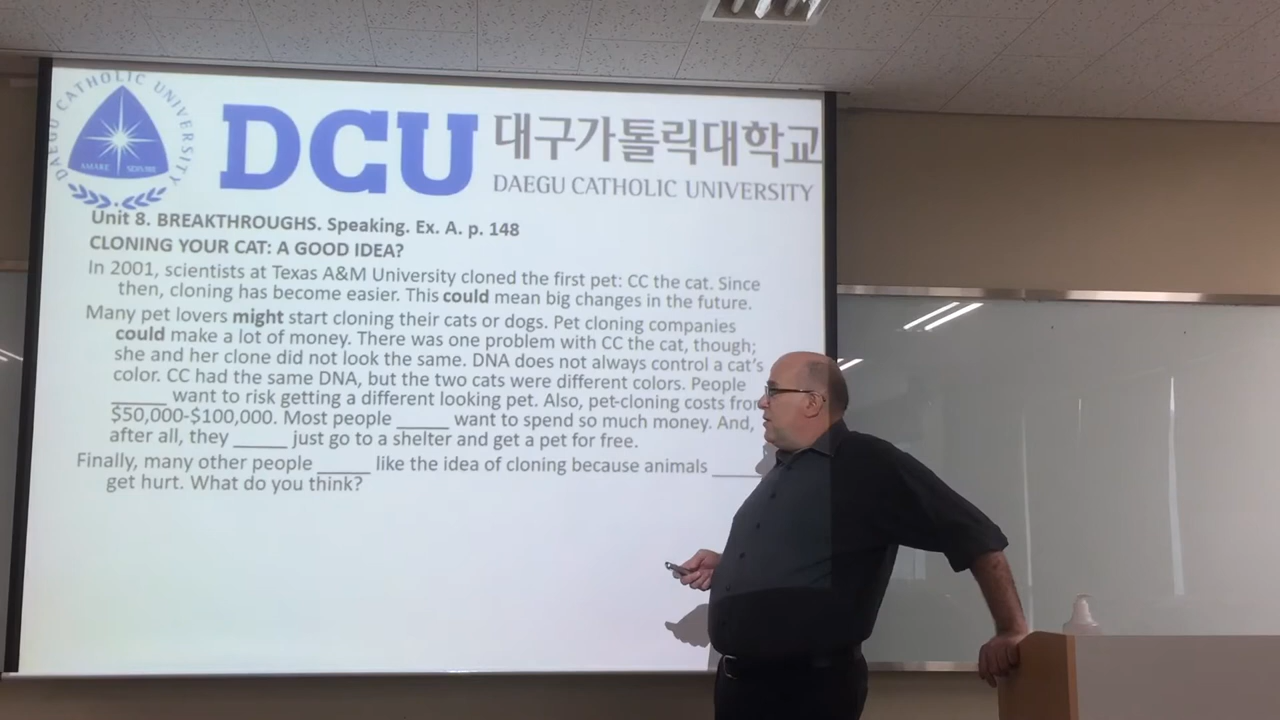 DAEGU CATHOLIC UNIVERSITY
AMARE SERVIRE
DCU
대구가톨릭대학교
DAEGU CATHOLIC UNIVERSITY
Unit 8. BREAKTHROUGHS. Speaking. Ex. A. p. 148
CLONING YOUR CAT: A GOOD IDEA?
In 2001, scientists at Texas A&M University cloned the first pet: CC the cat. Since
then, cloning has become easier. This could mean big changes in the future.
Many pet lovers might start cloning their cats or dogs. Pet cloning companies
could make a lot of money. There was one problem with CC the cat, though;
she and her clone did not look the same. DNA does not always control a cat's
color. CC had the same DNA, but the two cats were different colors. People
_____ want to risk getting a different looking pet. Also, pet-cloning costs from
$50,000-$100,000. Most people _____ want to spend so much money. And,
after all, they _____ just go to a shelter and get a pet for free.
Finally, many other people _____ like the idea of cloning because animals _____
get hurt. What do you think?